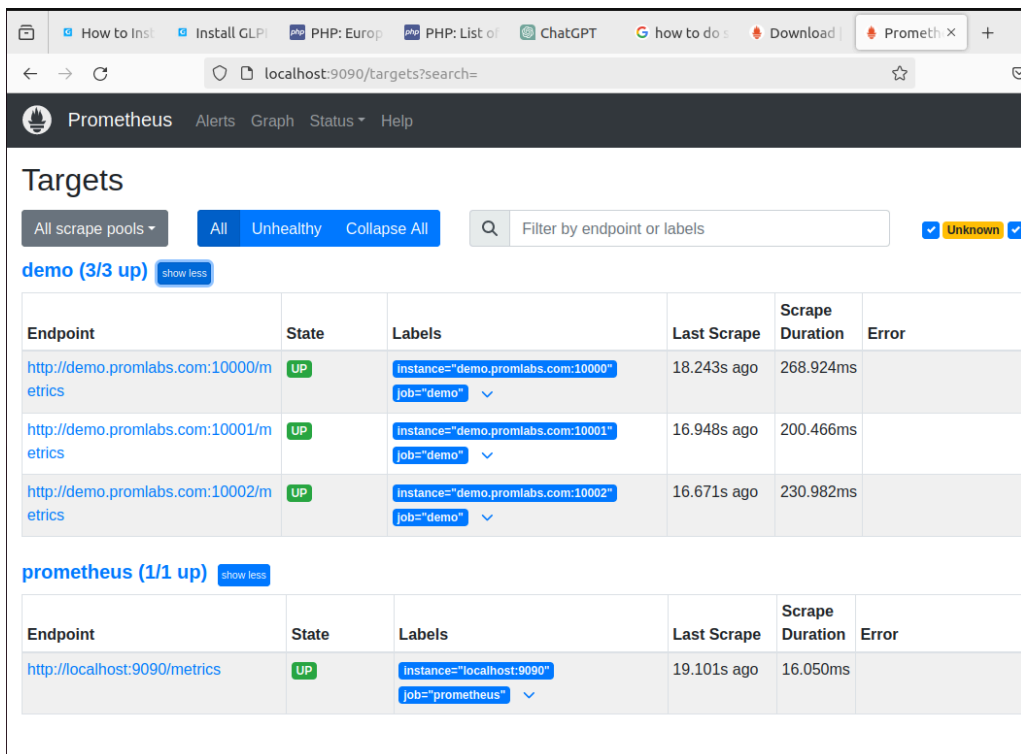 How to Inst
Install GLPI
PHP: Europ
PHP: List of
ChatGPT
how to do s
Download
Prometh
localhost:9090/targets?search=
Prometheus Alerts Graph Status Help
Targets
All scrape pools
All Unhealthy Collapse All
Filter by endpoint or labels
Unknown
demo (3/3 up) show less
Endpoint State Labels Last Scrape Scrape Duration Error
http://demo.promlabs.com:10000/m
etrics
UP
instance="demo.promlabs.com:10000"
job="demo"
18.243s ago
268.924ms
http://demo.promlabs.com:10001/m
etrics
UP
instance="demo.promlabs.com:10001"
job="demo"
16.948s ago
200.466ms
http://demo.promlabs.com:10002/m
etrics
UP
instance="demo.promlabs.com:10002"
job="demo"
16.671s ago
230.982ms
prometheus (1/1 up) show less
Endpoint State Labels Last Scrape Scrape Duration Error
http://localhost:9090/metrics
UP
instance="localhost:9090"
job="prometheus"
19.101s ago
16.050ms